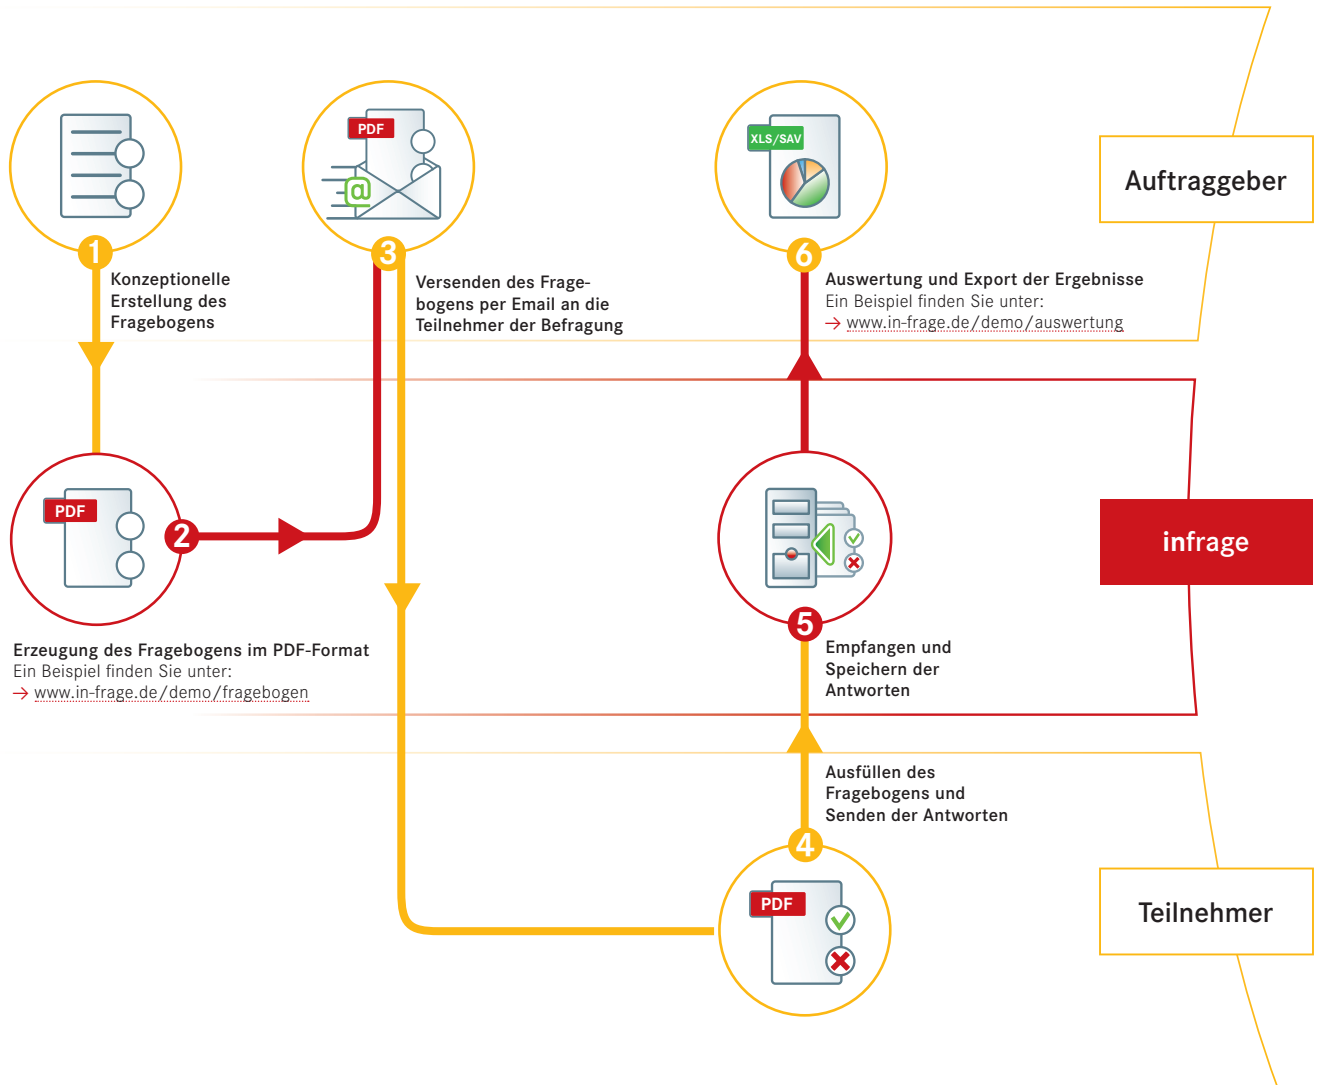 PDF
@
XLS/SAV
Auftraggeber
1
Konzeptionelle
Erstellung des
Fragebogens
3
Versenden des Frage-
bogens per Email an die
Teilnehmer der Befragung
6
Auswertung und Export der Ergebnisse
Ein Beispiel finden Sie unter:
→ www.in-frage.de/demo/auswertung
PDF
2
Erzeugung des Fragebogens im PDF-Format
Ein Beispiel finden Sie unter:
→ www.in-frage.de/demo/fragebogen
infrage
5
Empfangen und
Speichern der
Antworten
Ausfüllen des
Fragebogens und
Senden der Antworten
4
PDF
Teilnehmer